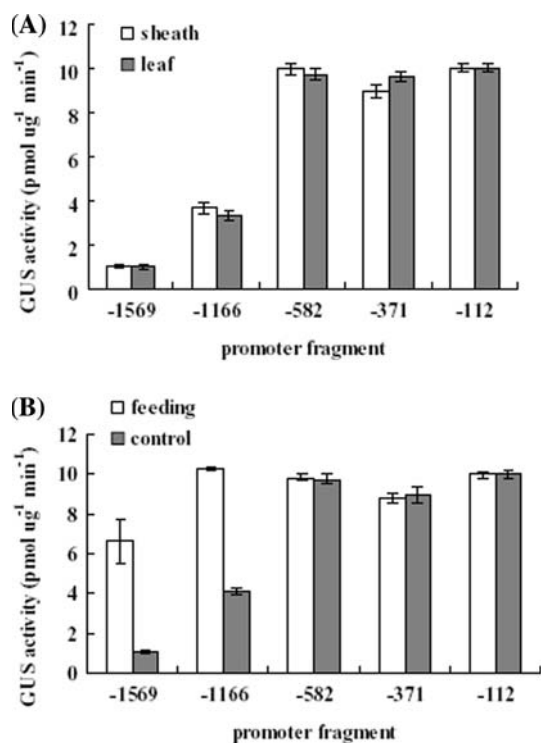 (A)
sheath
leaf
GUS activity (pmol ug⁻¹ min⁻¹)
12
10
8
6
4
2
0
-1569 -1166 -582 -371 -112
promoter fragment
(B)
feeding
control
GUS activity (pmol ug⁻¹ min⁻¹)
12
10
8
6
4
2
0
-1569 -1166 -582 -371 -112
promoter fragment